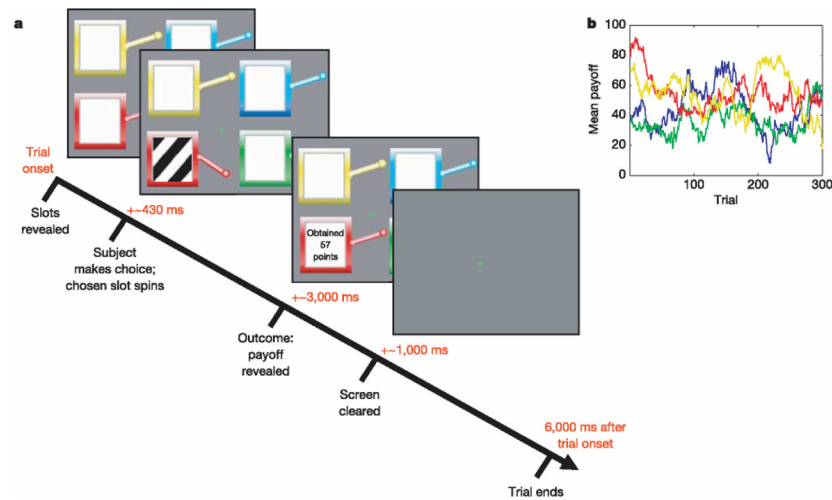 a
Trial
onset
Slots
revealed
+~430 ms
Subject
makes choice;
chosen slot spins
Obtained
57
points
+~3,000 ms
Outcome:
payoff
revealed
+~1,000 ms
Screen
cleared
6,000 ms after
trial onset
Trial ends
b
Mean payoff
100
80
60
40
20
0
100
200
300
Trial